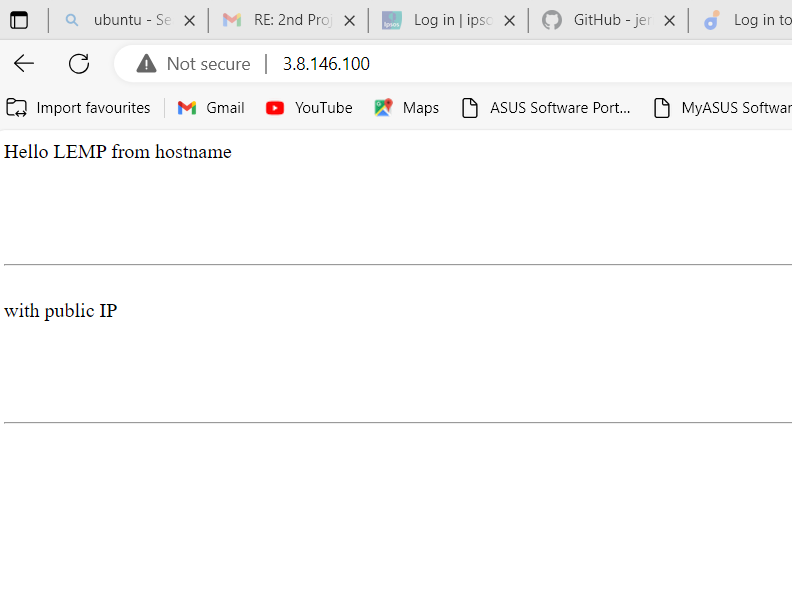 ubuntu - Se
RE: 2nd Proj
Log in | ipso
GitHub - jer
Log in to
Not secure | 3.8.146.100
Import favourites
Gmail
YouTube
Maps
ASUS Software Port...
MyASUS Softwar
Hello LEMP from hostname
with public IP